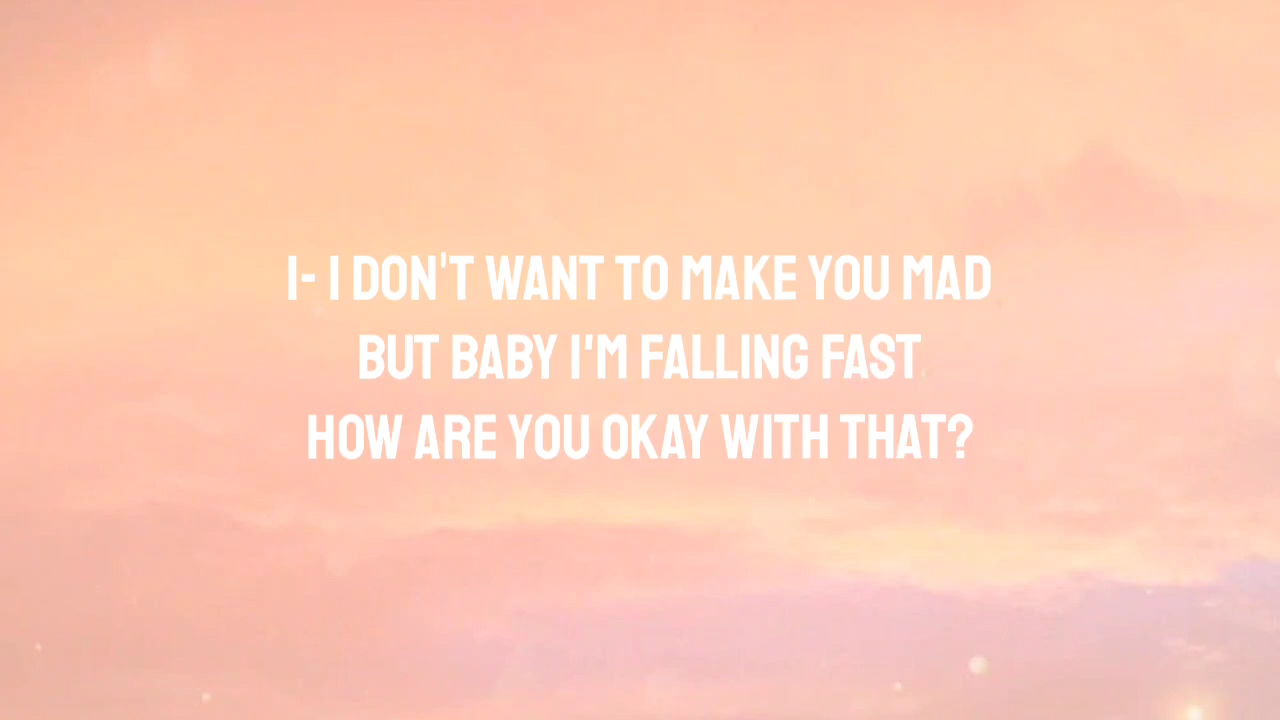 I- I DON'T WANT TO MAKE YOU MAD
BUT BABY I'M FALLING FAST
HOW ARE YOU OKAY WITH THAT?